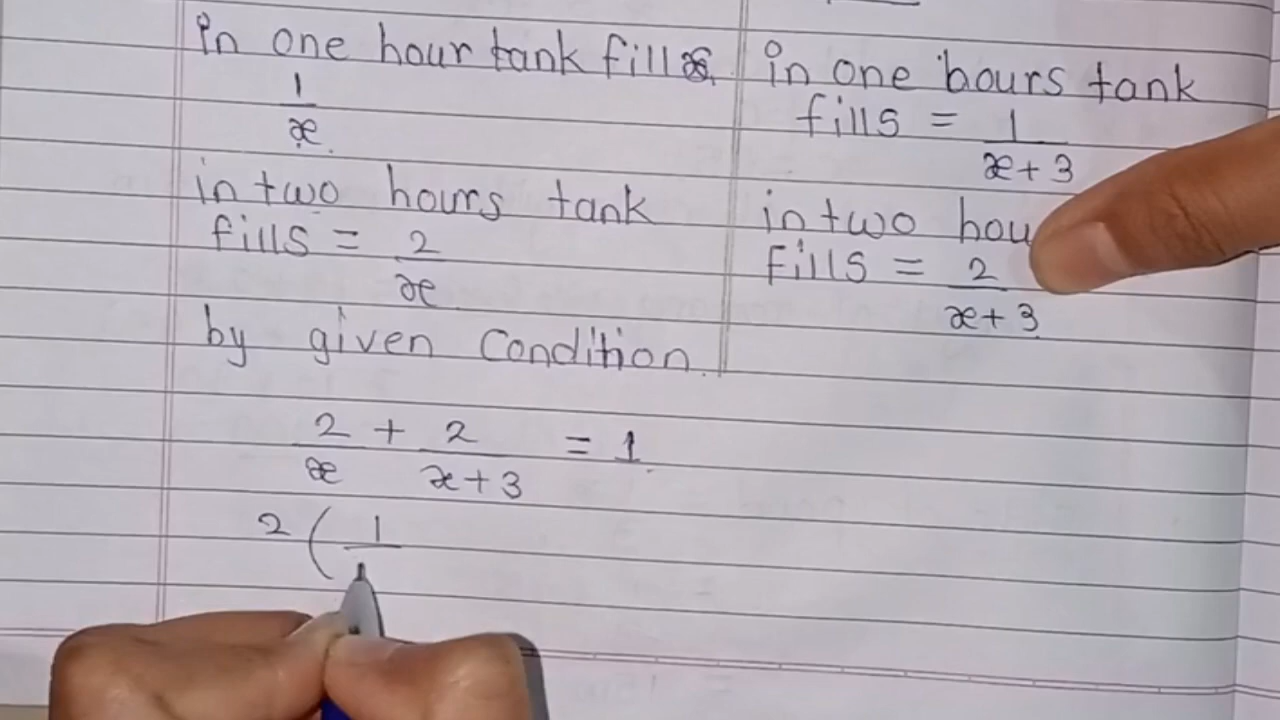 in one hour tank fills
1
x
in two hours tank
fills = 2
x
by given condition.
in one hours tank
fills = 1
x+3
in two hou
fills = 2
x+3
2 + 2 = 1
x x+3
2 ( 1